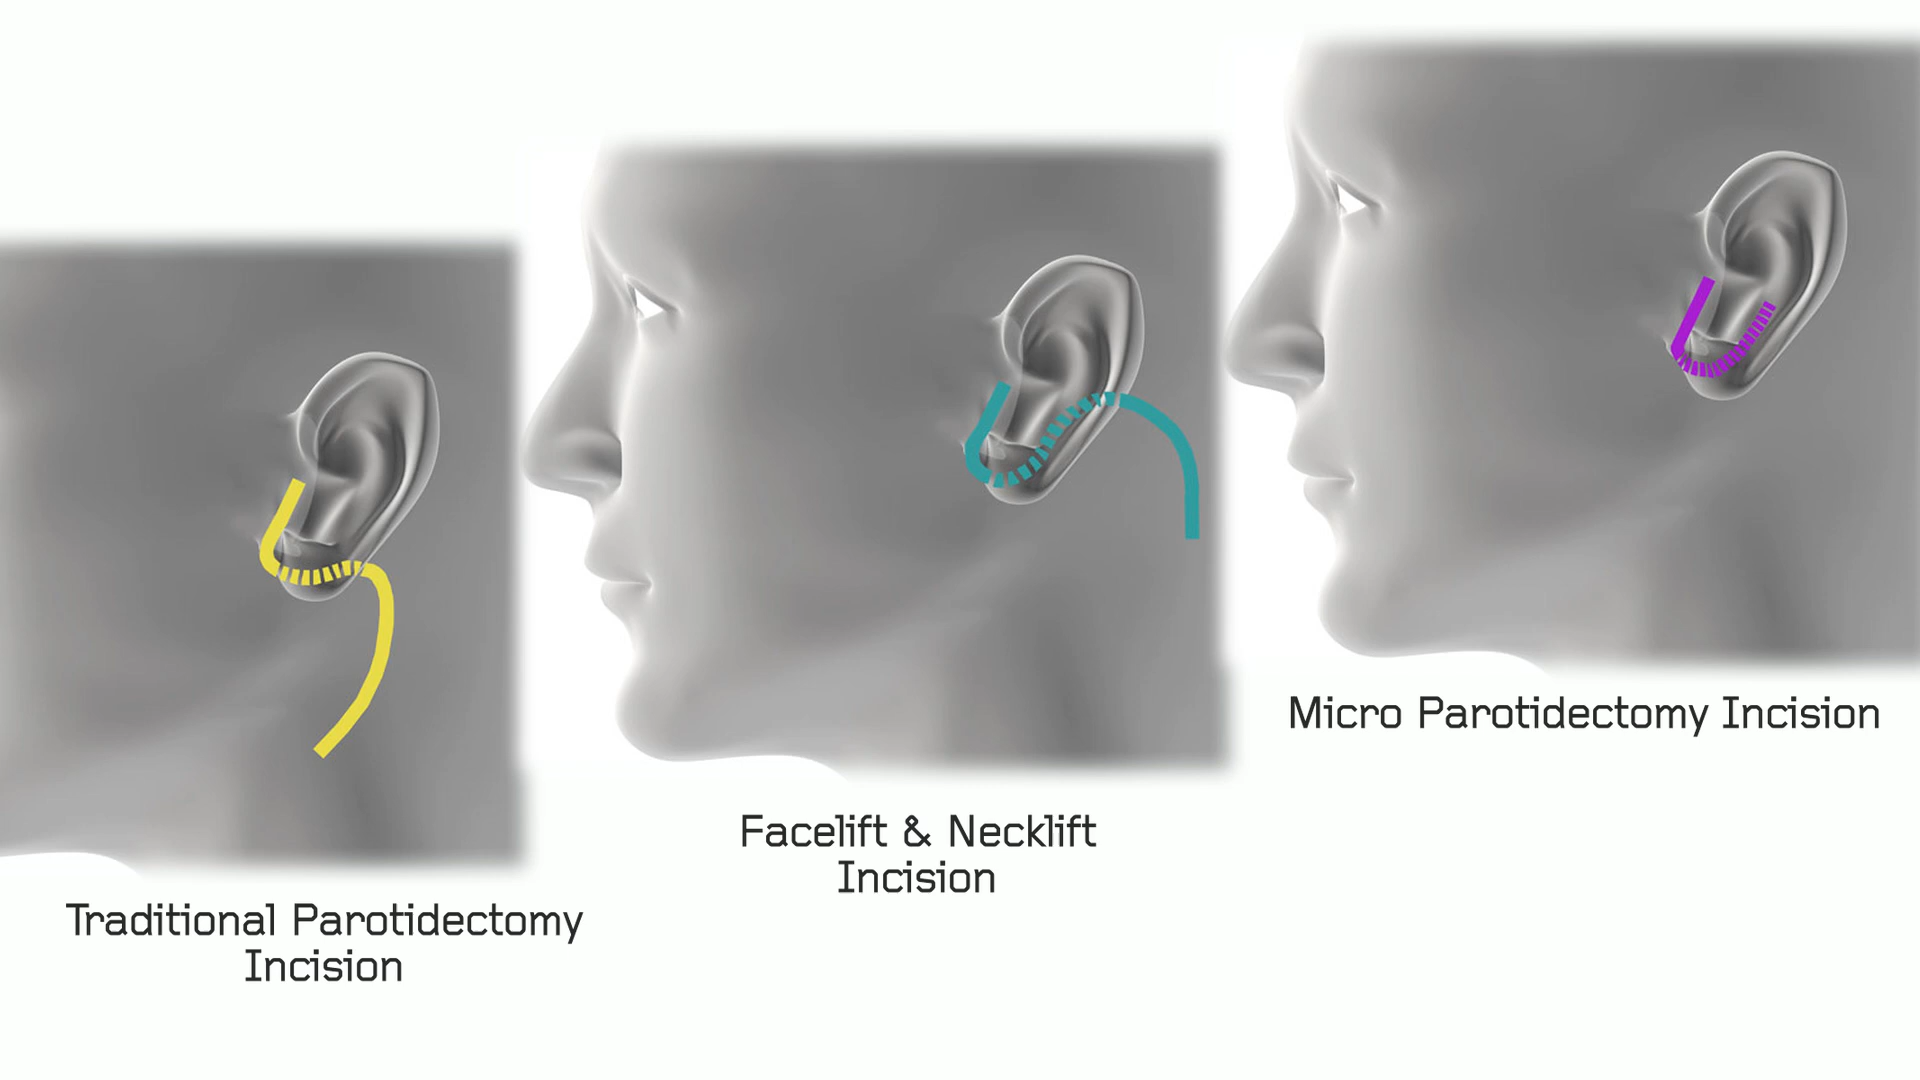 Traditional Parotidectomy
Incision
Facelift & Necklift
Incision
Micro Parotidectomy Incision